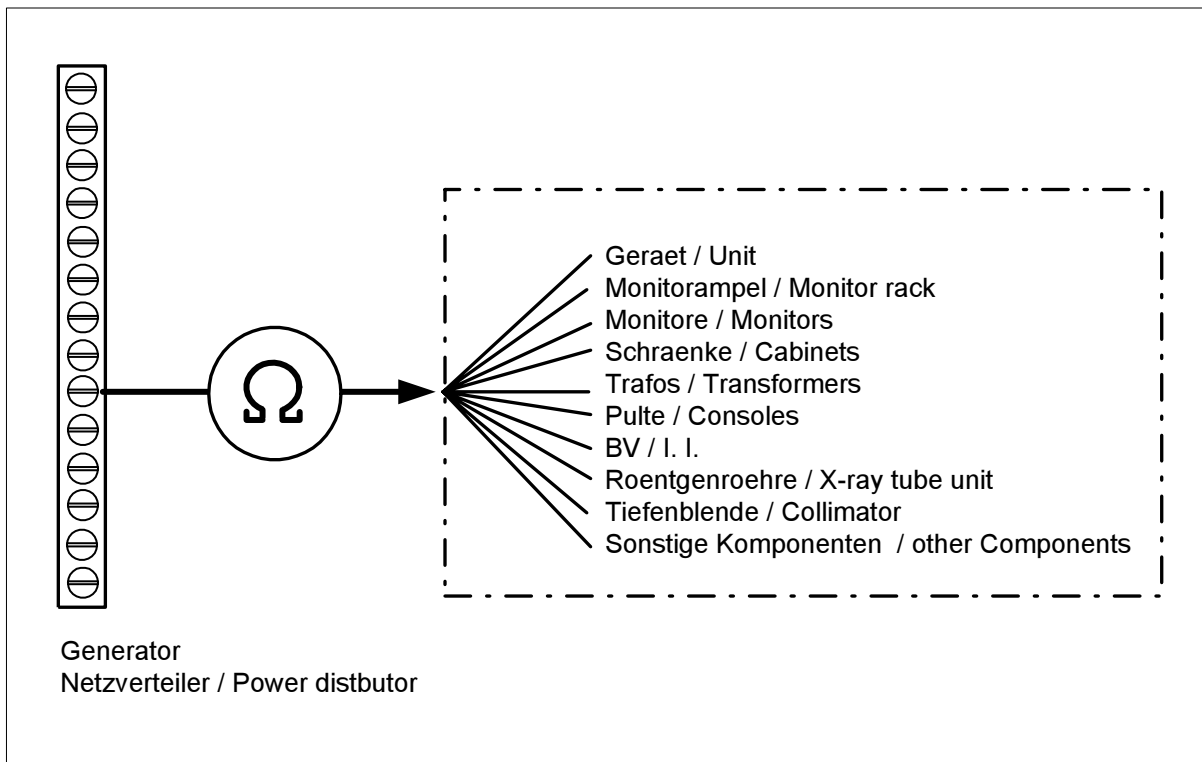 Ω
Geraet / Unit
Monitorampel / Monitor rack
Monitore / Monitors
Schraenke / Cabinets
Trafos / Transformers
Pulte / Consoles
BV / I. I.
Roentgenroehre / X-ray tube unit
Tiefenblende / Collimator
Sonstige Komponenten / other Components
Generator
Netzverteiler / Power distbutor